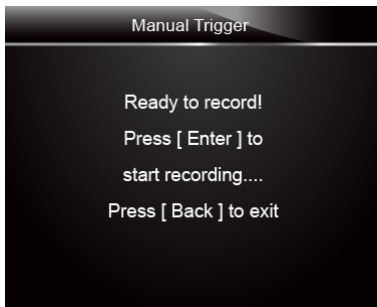 Manual Trigger
Ready to record!
Press [ Enter ] to
start recording....
Press [ Back ] to exit